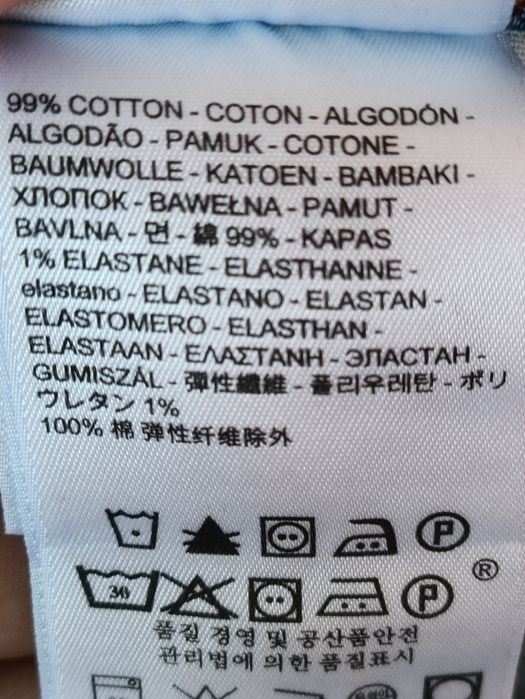 99% COTTON - COTON - ALGODÓN -
ALGODÃO - PAMUK - COTONE -
BAUMWOLLE - KATOEN - BAMBAKI -
ХЛОПОК - BAWEŁNA - PAMUT -
BAVLNA - 면 - 綿 99% - KAPAS
1% ELASTANE - ELASTHANNE -
elastano - ELASTANO - ELASTAN -
ELASTOMERO - ELASTHAN -
ELASTAAN - ΕΛΑΣΤΑΝΗ - ЭЛАСТАН -
GUMISZÁL - 彈性纖維 - 폴리우레탄 - ポリ
ウレタン 1%
100% 棉 弹性纤维除外
P
30 P ®
품질 경영 및 공산품안전
관리법에 의한 품질표시